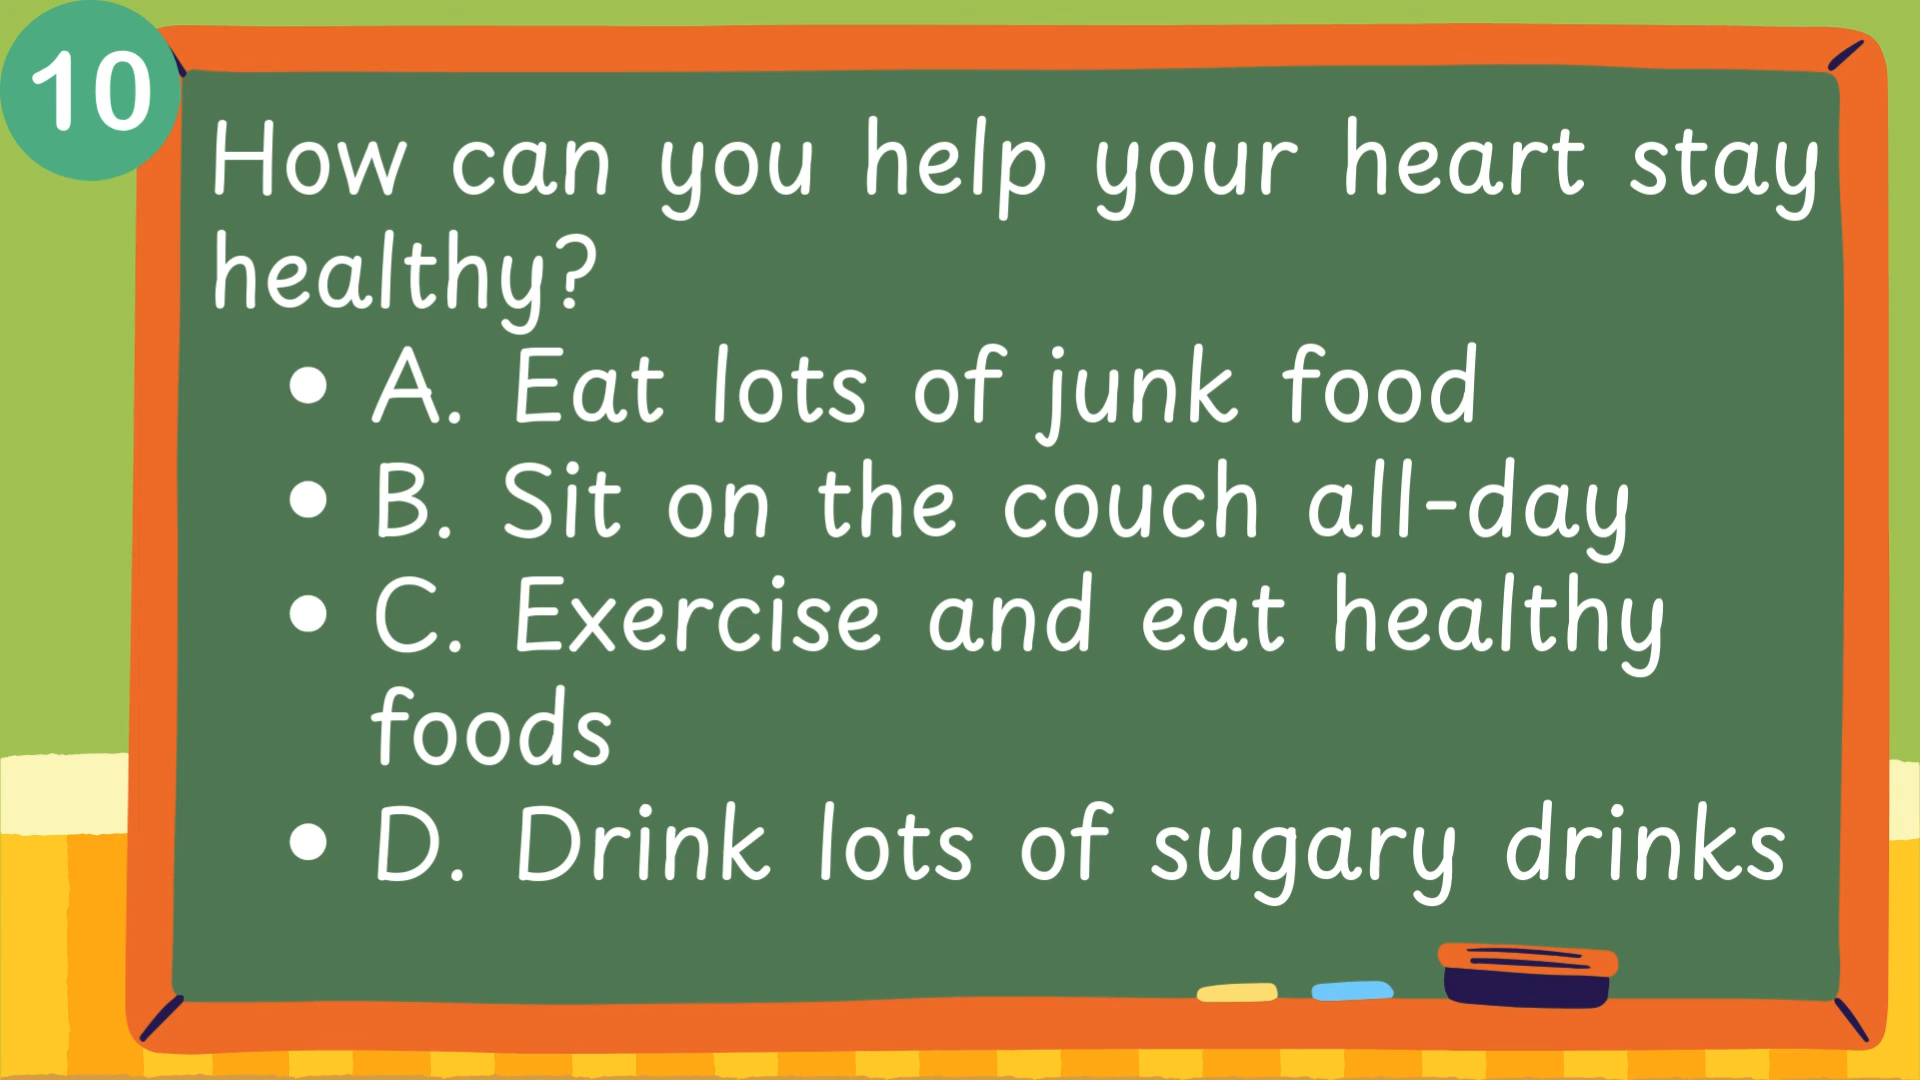 10
How can you help your heart stay
healthy?
• A. Eat lots of junk food
• B. Sit on the couch all-day
• C. Exercise and eat healthy
foods
• D. Drink lots of sugary drinks